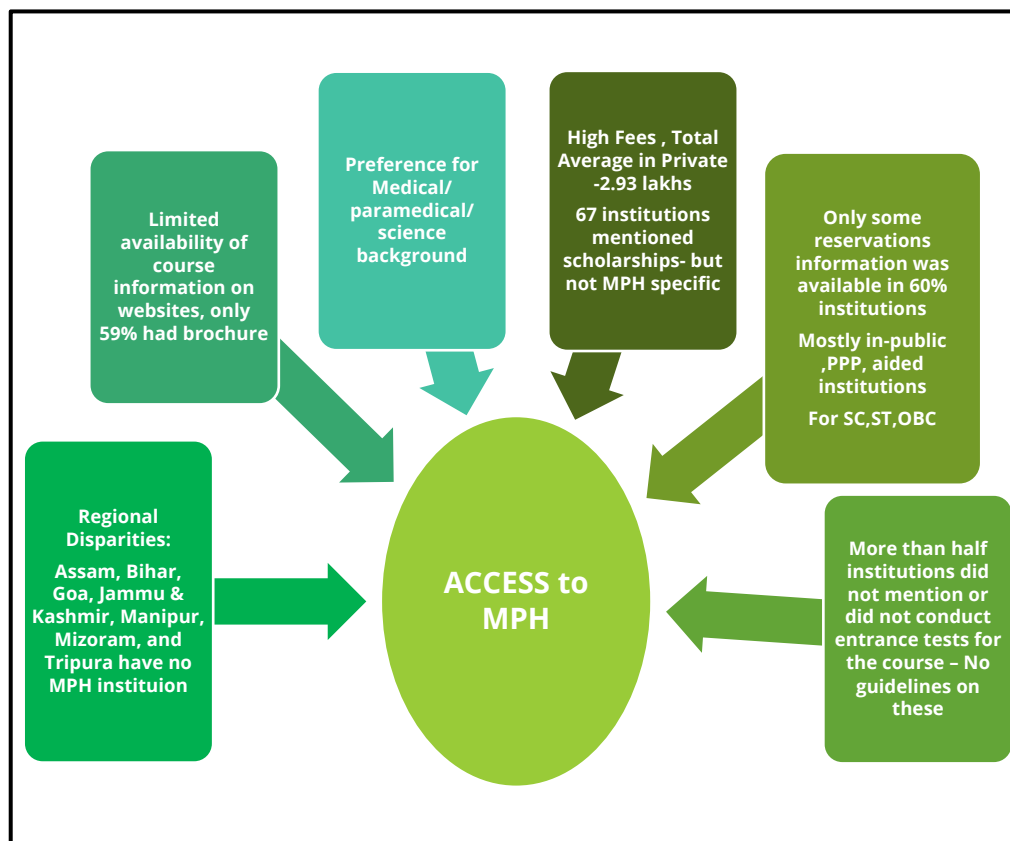 Regional
Disparities:
Assam, Bihar,
Goa, Jammu &
Kashmir, Manipur,
Mizoram, and
Tripura have no
MPH instituion
Limited
availability of
course
information on
websites, only
59% had brochure
Preference for
Medical/
paramedical/
science
background
High Fees , Total
Average in Private
-2.93 lakhs
67 institutions
mentioned
scholarships- but
not MPH specific
Only some
reservations
information was
available in 60%
institutions
Mostly in-public
,PPP, aided
institutions
For SC,ST,OBC
More than half
institutions did
not mention or
did not conduct
entrance tests for
the course – No
guidelines on
these
ACCESS to
MPH